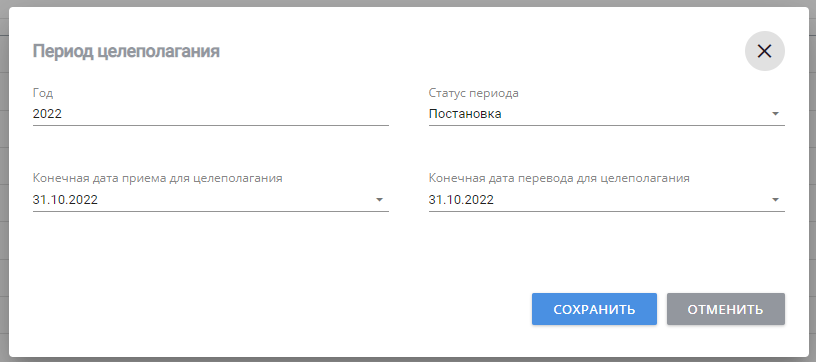 Период целеполагания
Год
2022
Статус периода
Постановка
Конечная дата приема для целеполагания
31.10.2022
Конечная дата перевода для целеполагания
31.10.2022
СОХРАНИТЬ
ОТМЕНИТЬ